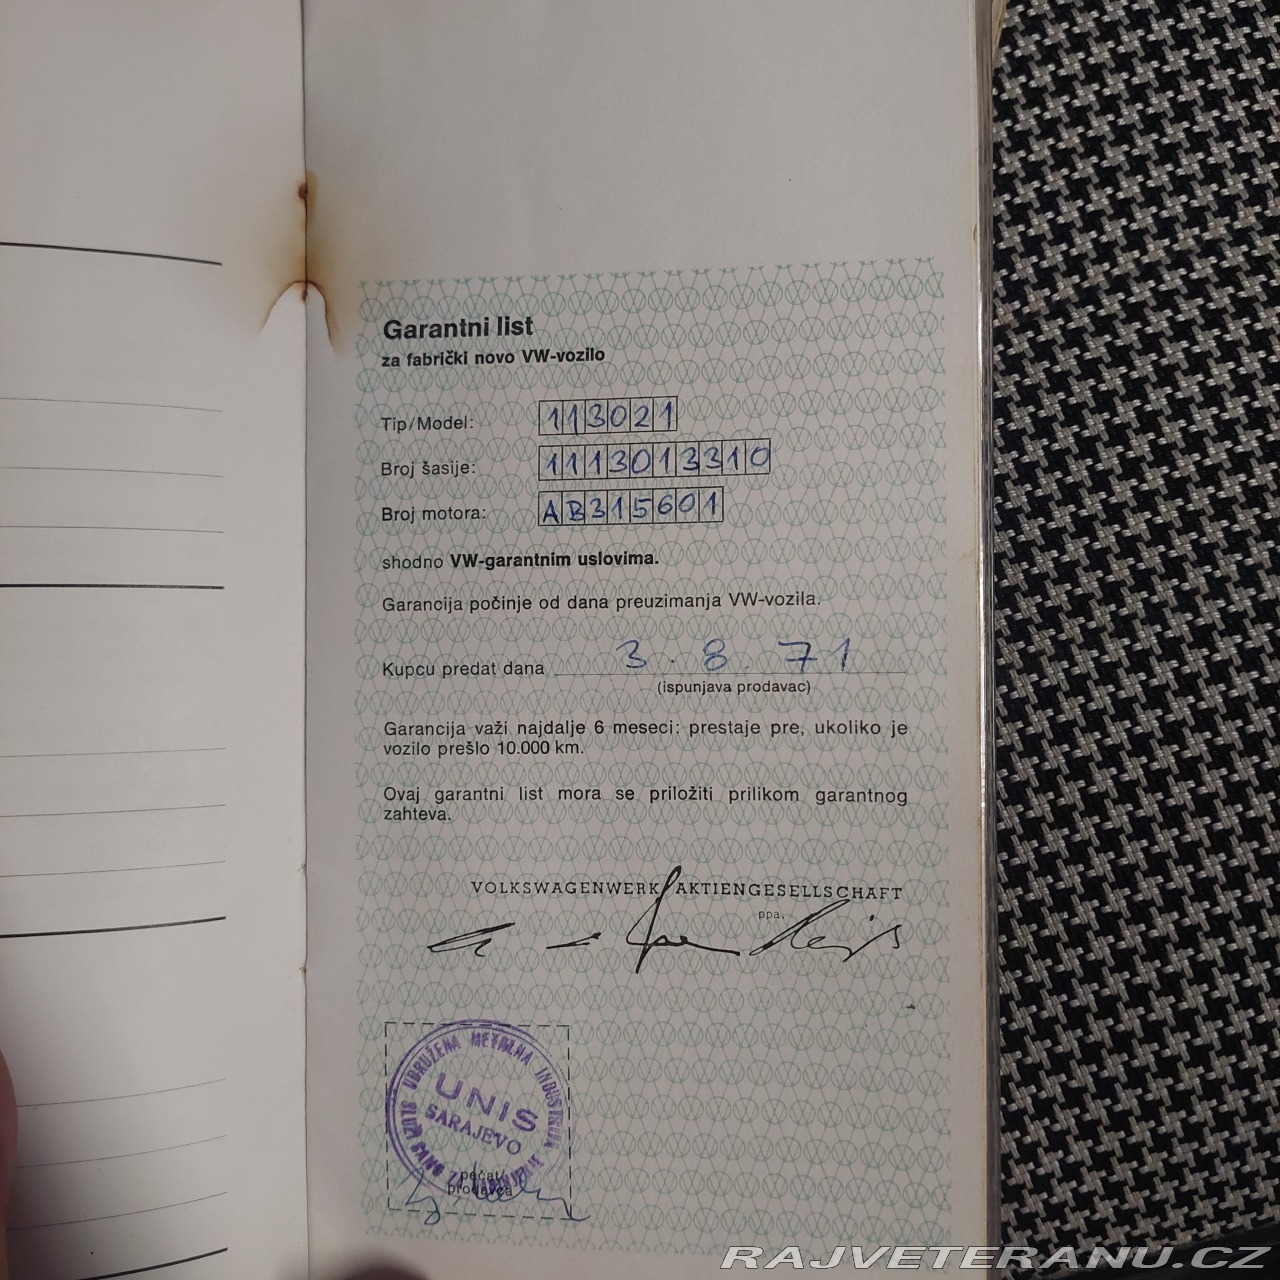 Garantni list
za fabrički novo VW-vozilo
Tip/Model: 113021
Broj šasije: 1113013310
Broj motora: AB315601
shodno VW-garantnim uslovima.
Garancija počinje od dana preuzimanja VW-vozila.
Kupcu predat dana 3 . 8 . 71
(ispunjava prodavac)
Garancija važi najdalje 6 meseci: prestaje pre, ukoliko je
vozilo prešlo 10.000 km.
Ovaj garantni list mora se priložiti prilikom garantnog
zahteva.
VOLKSWAGENWERK AKTIENGESELLSCHAFT
ppa.
UDRUŽENA METALNA INDUSTRIJA
UNIS
SARAJEVO
pečat/
prodavca
RAJVETERANU.CZ